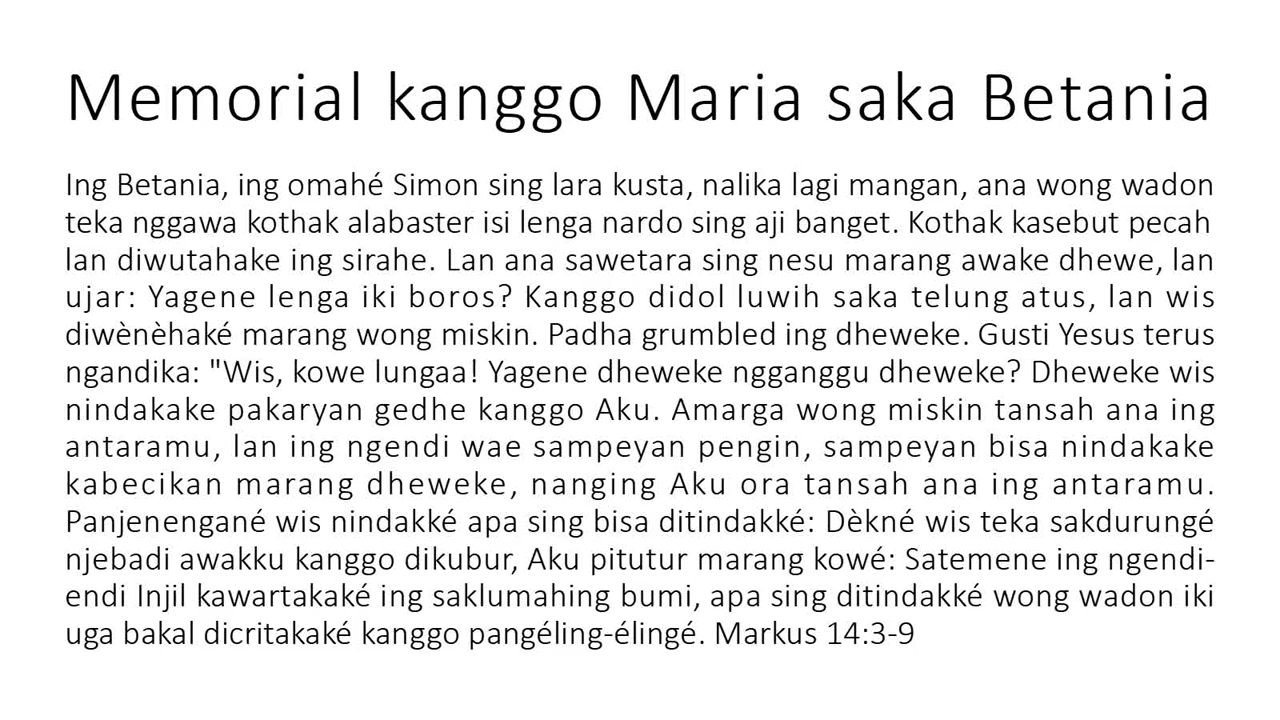 Memorial kanggo Maria saka Betania
Ing Betania, ing omahé Simon sing lara kusta, nalika lagi mangan, ana wong wadon
teka nggawa kothak alabaster isi lenga nardo sing aji banget. Kothak kasebut pecah
lan diwutahake ing sirahe. Lan ana sawetara sing nesu marang awake dhewe, lan
ujar: Yagene lenga iki boros? Kanggo didol luwih saka telung atus, lan wis
diwènèhaké marang wong miskin. Padha grumbled ing dheweke. Gusti Yesus terus
ngandika: "Wis, kowe lungaa! Yagene dheweke ngganggu dheweke? Dheweke wis
nindakake pakaryan gedhe kanggo Aku. Amarga wong miskin tansah ana ing
antaramu, lan ing ngendi wae sampeyan pengin, sampeyan bisa nindakake
kabecikan marang dheweke, nanging Aku ora tansah ana ing antaramu.
Panjenengané wis nindakké apa sing bisa ditindakké: Dèkné wis teka sakdurungé
njebadi awakku kanggo dikubur, Aku pitutur marang kowé: Satemene ing ngendi-
endi Injil kawartakaké ing saklumahing bumi, apa sing ditindakké wong wadon iki
uga bakal dicritakaké kanggo pangéling-élingé. Markus 14:3-9